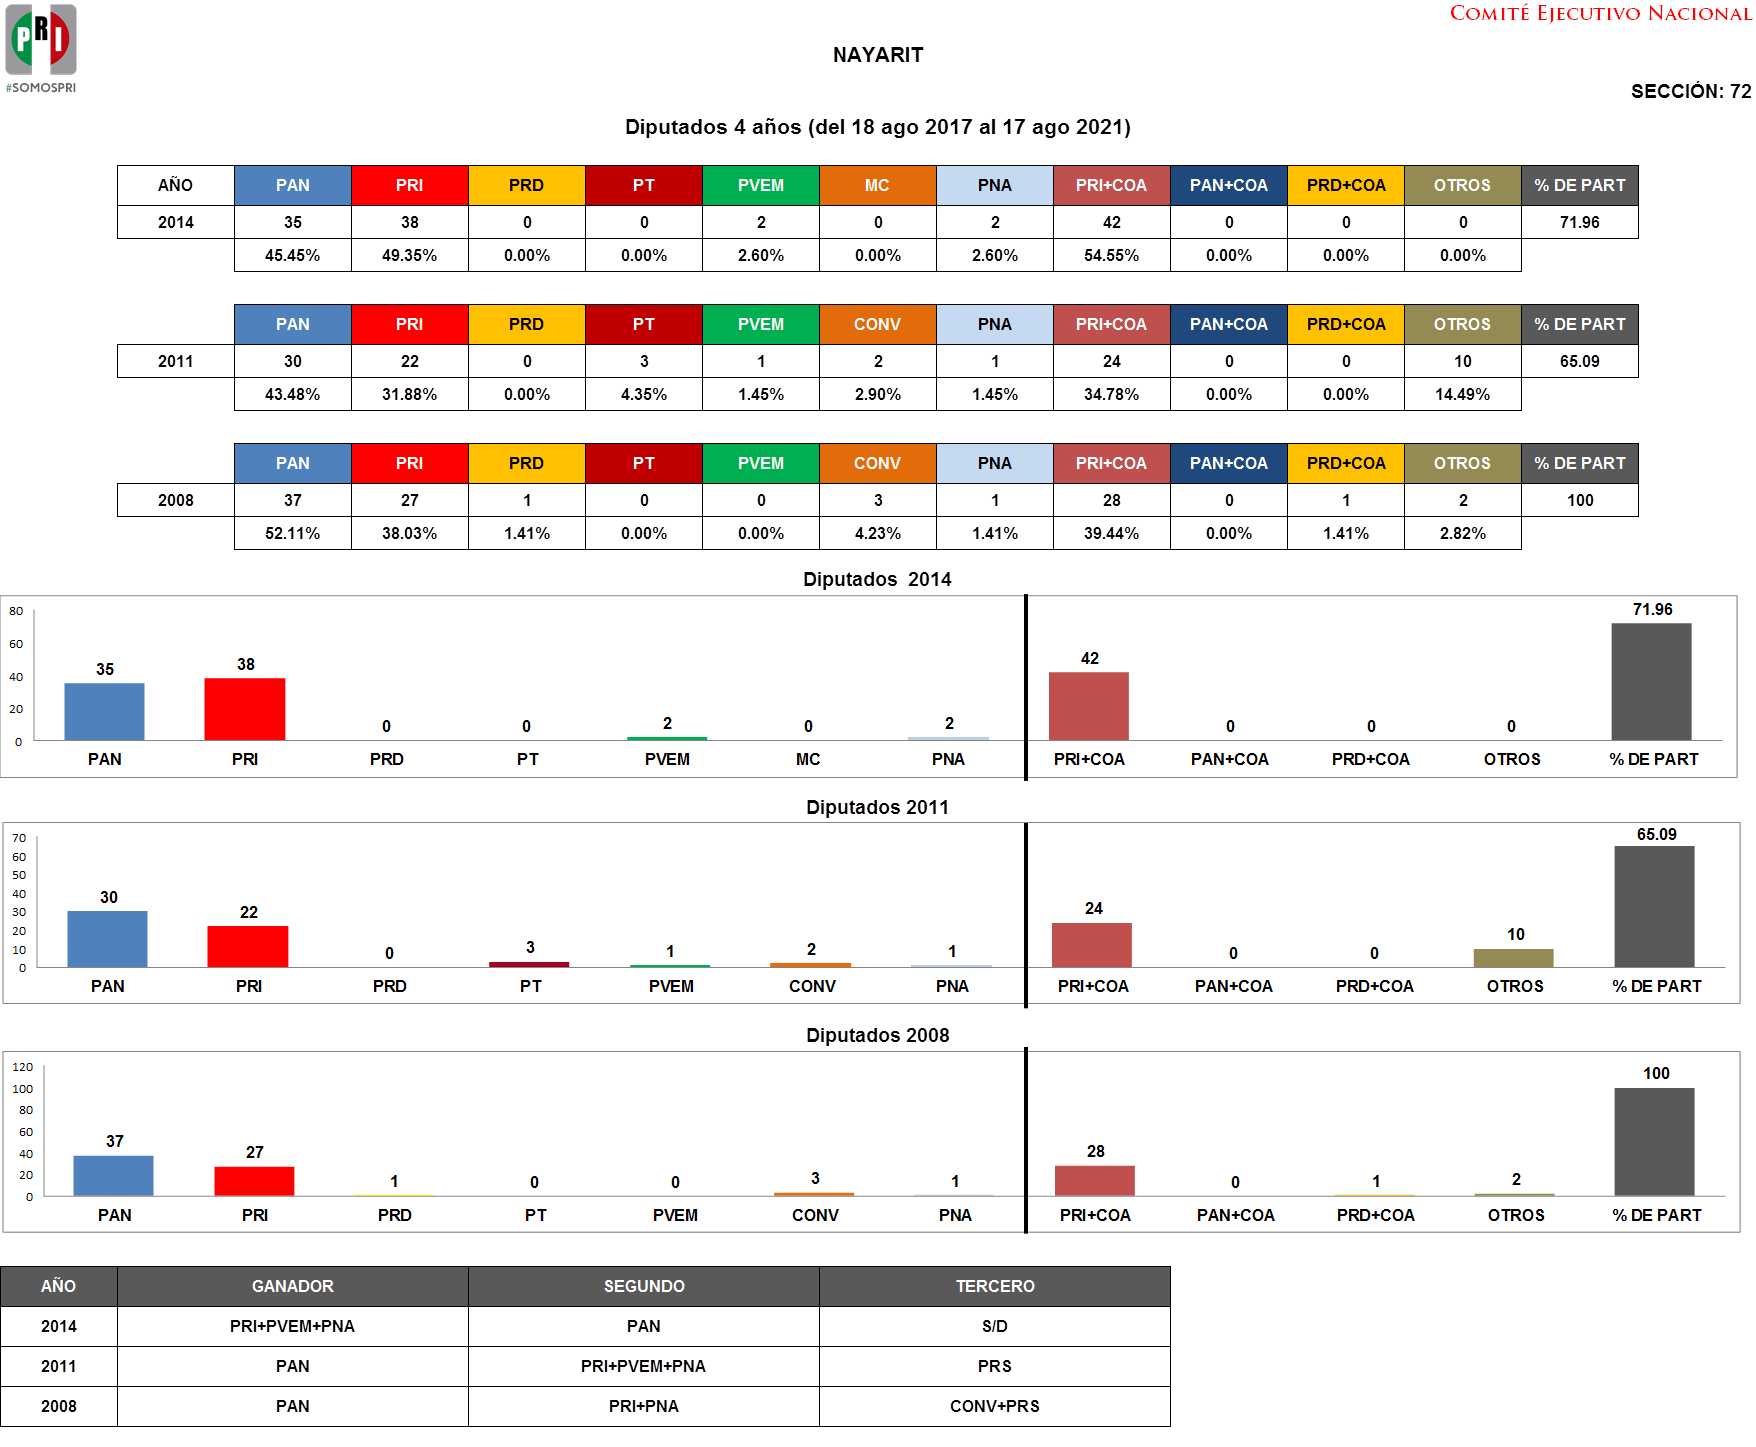 PRI
#SOMOSPRI
COMITÉ EJECUTIVO NACIONAL
NAYARIT
SECCIÓN: 72
Diputados 4 años (del 18 ago 2017 al 17 ago 2021)
AÑO PAN PRI PRD PT PVEM MC PNA PRI+COA PAN+COA PRD+COA OTROS % DE PART
2014 35 38 0 0 2 0 2 42 0 0 0 71.96
45.45% 49.35% 0.00% 0.00% 2.60% 0.00% 2.60% 54.55% 0.00% 0.00% 0.00%
PAN PRI PRD PT PVEM CONV PNA PRI+COA PAN+COA PRD+COA OTROS % DE PART
2011 30 22 0 3 1 2 1 24 0 0 10 65.09
43.48% 31.88% 0.00% 4.35% 1.45% 2.90% 1.45% 34.78% 0.00% 0.00% 14.49%
PAN PRI PRD PT PVEM CONV PNA PRI+COA PAN+COA PRD+COA OTROS % DE PART
2008 37 27 1 0 0 3 1 28 0 1 2 100
52.11% 38.03% 1.41% 0.00% 0.00% 4.23% 1.41% 39.44% 0.00% 1.41% 2.82%
Diputados 2014
80
60
40
20
0
35 38 0 0 2 0 2 42 0 0 0 71.96
PAN PRI PRD PT PVEM MC PNA PRI+COA PAN+COA PRD+COA OTROS % DE PART
Diputados 2011
70
60
50
40
30
20
10
0
30 22 0 3 1 2 1 24 0 0 10 65.09
PAN PRI PRD PT PVEM CONV PNA PRI+COA PAN+COA PRD+COA OTROS % DE PART
Diputados 2008
120
100
80
60
40
20
0
37 27 1 0 0 3 1 28 0 1 2 100
PAN PRI PRD PT PVEM CONV PNA PRI+COA PAN+COA PRD+COA OTROS % DE PART
AÑO GANADOR SEGUNDO TERCERO
2014 PRI+PVEM+PNA PAN S/D
2011 PAN PRI+PVEM+PNA PRS
2008 PAN PRI+PNA CONV+PRS